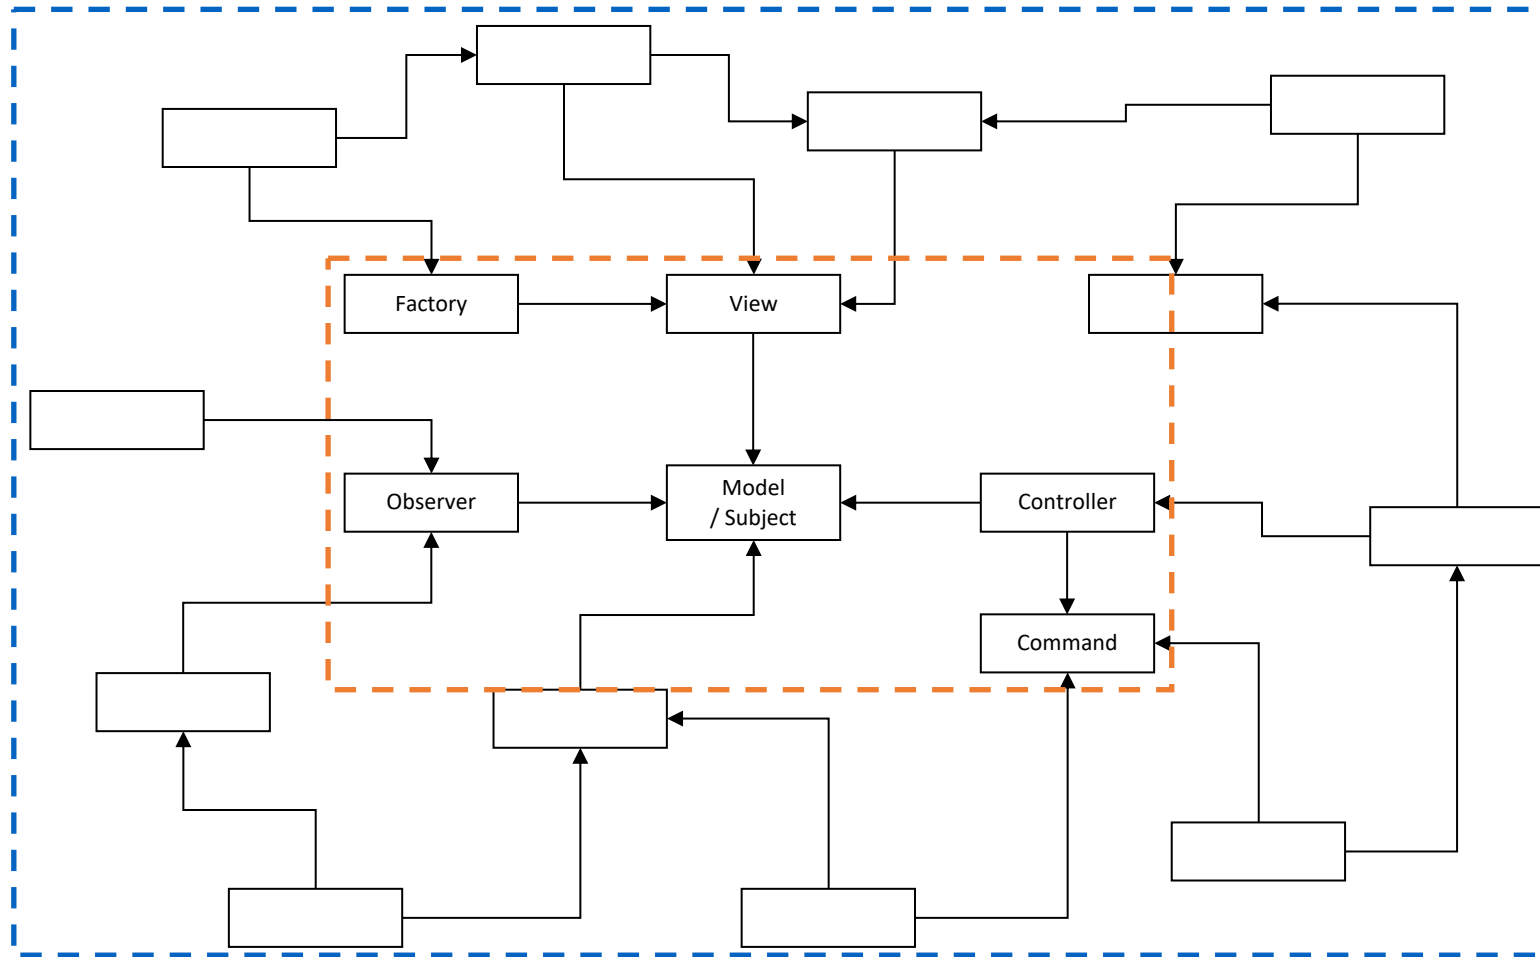 Factory
View
Observer
Model
/ Subject
Controller
Command